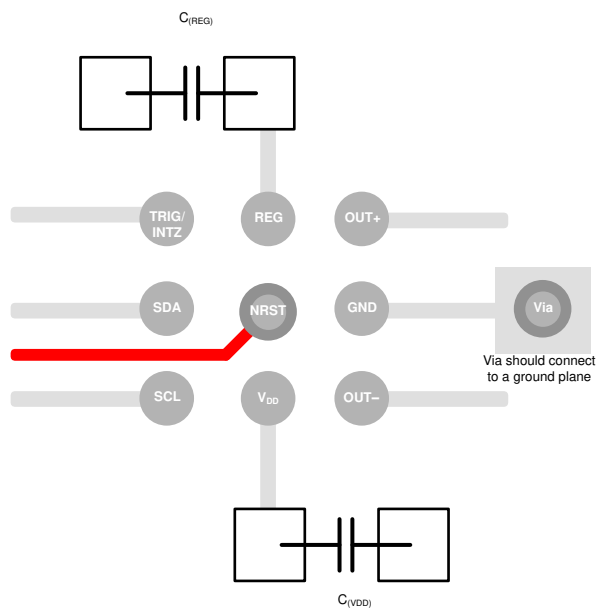 C(REG)
TRIG/
INTZ
REG
OUT+
SDA
NRST
GND
Via
Via should connect
to a ground plane
SCL
VDD
OUT−
C(VDD)